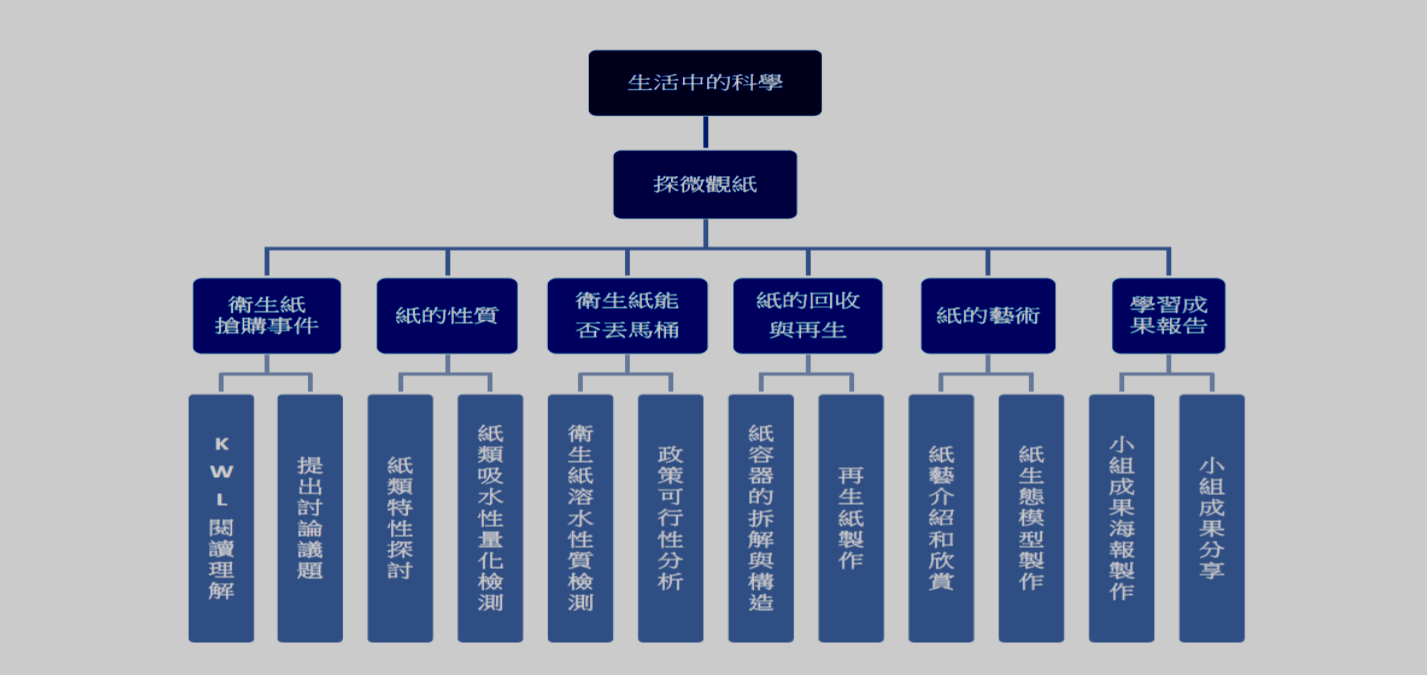 生活中的科學
探微觀紙
衛生紙
搶購事件
紙的性質
衛生紙能
否丟馬桶
紙的回收
與再生
紙的藝術
學習成
果報告
KWL閱讀理解
提出討論議題
紙類特性探討
紙類吸水性量化檢測
衛生紙溶水性質檢測
政策可行性分析
紙容器的拆解與構造
再生紙製作
紙藝介紹和欣賞
紙生態模型製作
小組成果海報製作
小組成果分享